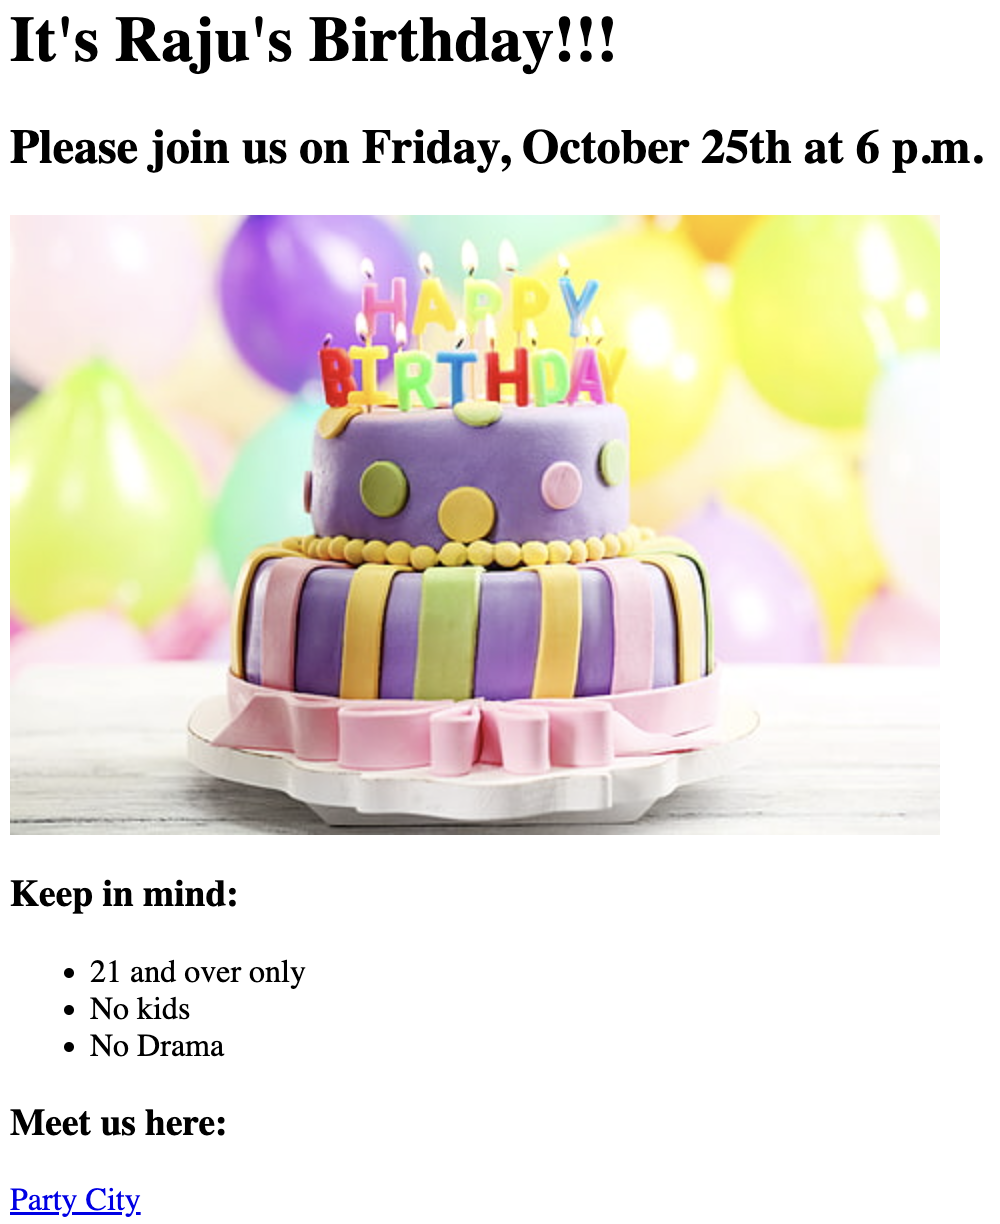 It's Raju's Birthday!!!
Please join us on Friday, October 25th at 6 p.m.
HAPPY
BIRTHDAY
Keep in mind:
21 and over only
No kids
No Drama
Meet us here:
Party City